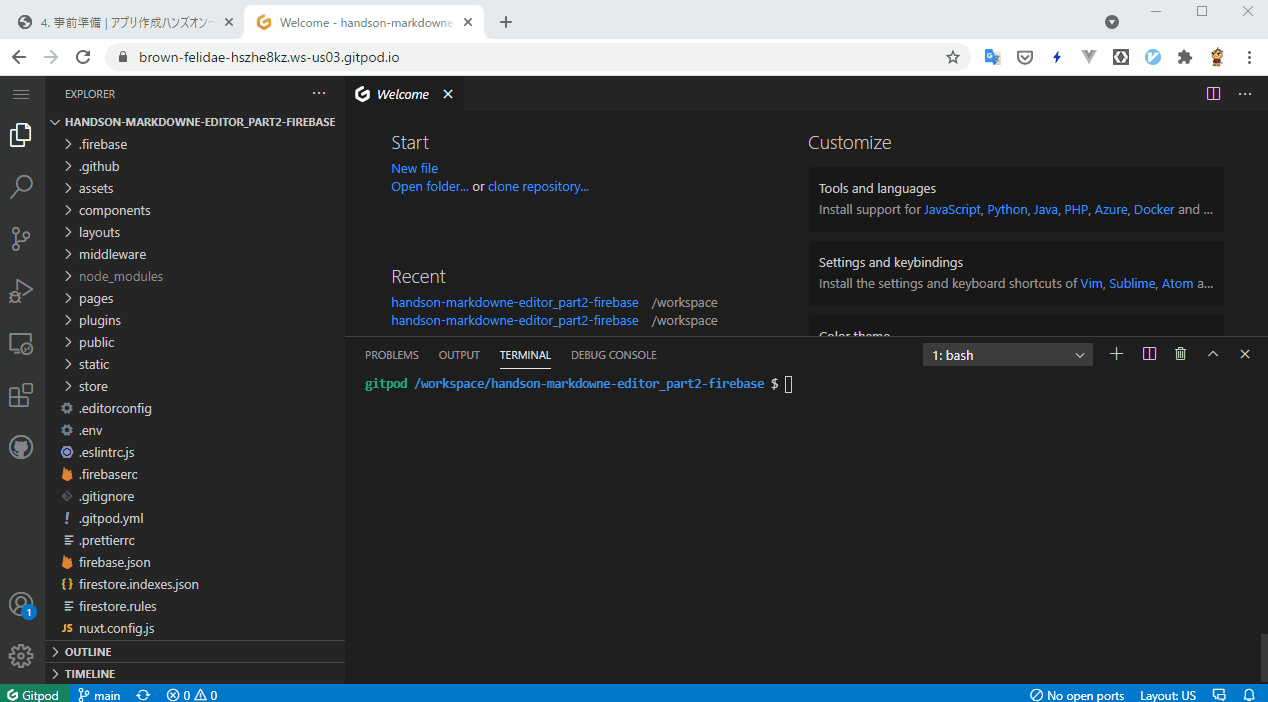 4. 事前準備 | アプリ作成ハンズオン~
Welcome - handson-markdowne
brown-felidae-hszhe8kz.ws-us03.gitpod.io
EXPLORER
HANDSON-MARKDOWNE-EDITOR_PART2-FIREBASE
.firebase
.github
assets
components
layouts
middleware
node_modules
pages
plugins
public
static
store
.editorconfig
.env
.eslintrc.js
.firebaserc
.gitignore
.gitpod.yml
.prettierrc
firebase.json
firestore.indexes.json
firestore.rules
nuxt.config.js
OUTLINE
TIMELINE
Welcome
Start
New file
Open folder... or clone repository...
Recent
handson-markdowne-editor_part2-firebase /workspace
handson-markdowne-editor_part2-firebase /workspace
Customize
Tools and languages
Install support for JavaScript, Python, Java, PHP, Azure, Docker and ...
Settings and keybindings
Install the settings and keyboard shortcuts of Vim, Sublime, Atom a...
Color theme
PROBLEMS OUTPUT TERMINAL DEBUG CONSOLE
1: bash
gitpod /workspace/handson-markdowne-editor_part2-firebase $
1
Gitpod main 0 0 No open ports Layout: US